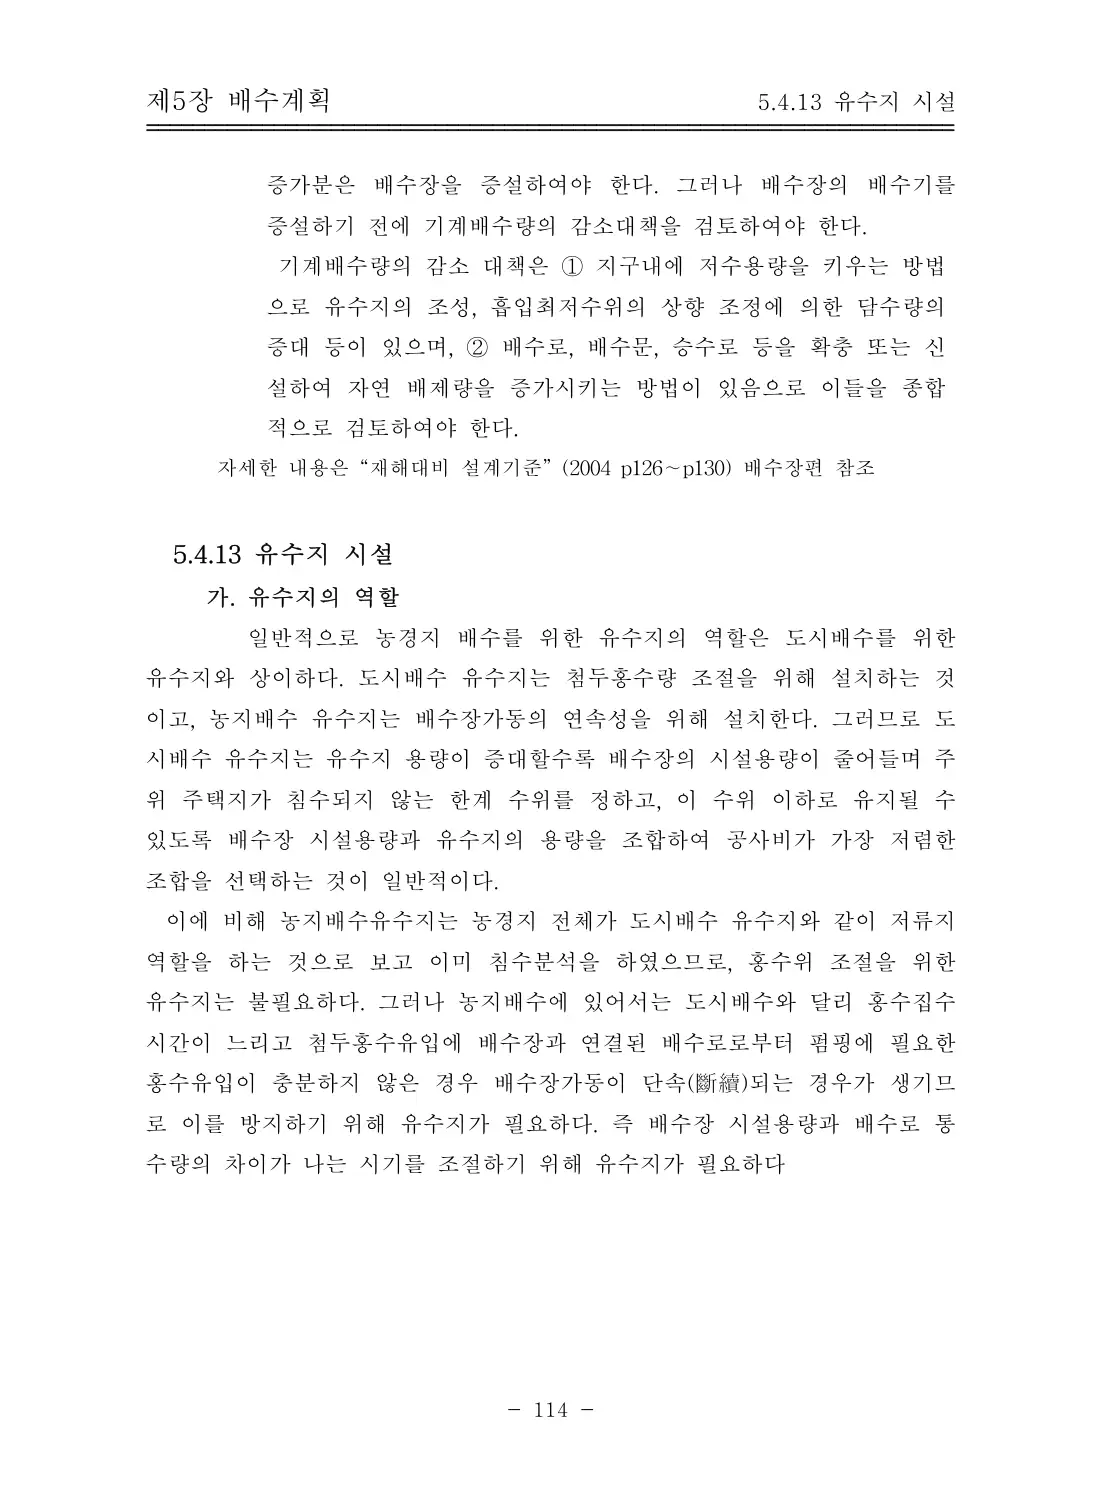 제5장 배수계획
5.4.13 유수지 시설
증가분은 배수장을 증설하여야 한다. 그러나 배수장의 배수기를
증설하기 전에 기계배수량의 감소대책을 검토하여야 한다.
기계배수량의 감소 대책은 ① 지구내에 저수용량을 키우는 방법
으로 유수지의 조성, 흡입최저수위의 상향 조정에 의한 담수량의
증대 등이 있으며, ② 배수로, 배수문, 승수로 등을 확충 또는 신
설하여 자연 배제량을 증가시키는 방법이 있음으로 이들을 종합
적으로 검토하여야 한다.
자세한 내용은 “재해대비 설계기준” (2004 p126～p130) 배수장편 참조
5.4.13 유수지 시설
가. 유수지의 역할
일반적으로 농경지 배수를 위한 유수지의 역할은 도시배수를 위한
유수지와 상이하다. 도시배수 유수지는 첨두홍수량 조절을 위해 설치하는 것
이고, 농지배수 유수지는 배수장가동의 연속성을 위해 설치한다. 그러므로 도
시배수 유수지는 유수지 용량이 증대할수록 배수장의 시설용량이 줄어들며 주
위 주택지가 침수되지 않는 한계 수위를 정하고, 이 수위 이하로 유지될 수
있도록 배수장 시설용량과 유수지의 용량을 조합하여 공사비가 가장 저렴한
조합을 선택하는 것이 일반적이다.
이에 비해 농지배수유수지는 농경지 전체가 도시배수 유수지와 같이 저류지
역할을 하는 것으로 보고 이미 침수분석을 하였으므로, 홍수위 조절을 위한
유수지는 불필요하다. 그러나 농지배수에 있어서는 도시배수와 달리 홍수집수
시간이 느리고 첨두홍수유입에 배수장과 연결된 배수로로부터 펌핑에 필요한
홍수유입이 충분하지 않은 경우 배수장가동이 단속(斷續)되는 경우가 생기므
로 이를 방지하기 위해 유수지가 필요하다. 즉 배수장 시설용량과 배수로 통
수량의 차이가 나는 시기를 조절하기 위해 유수지가 필요하다
- 114 -